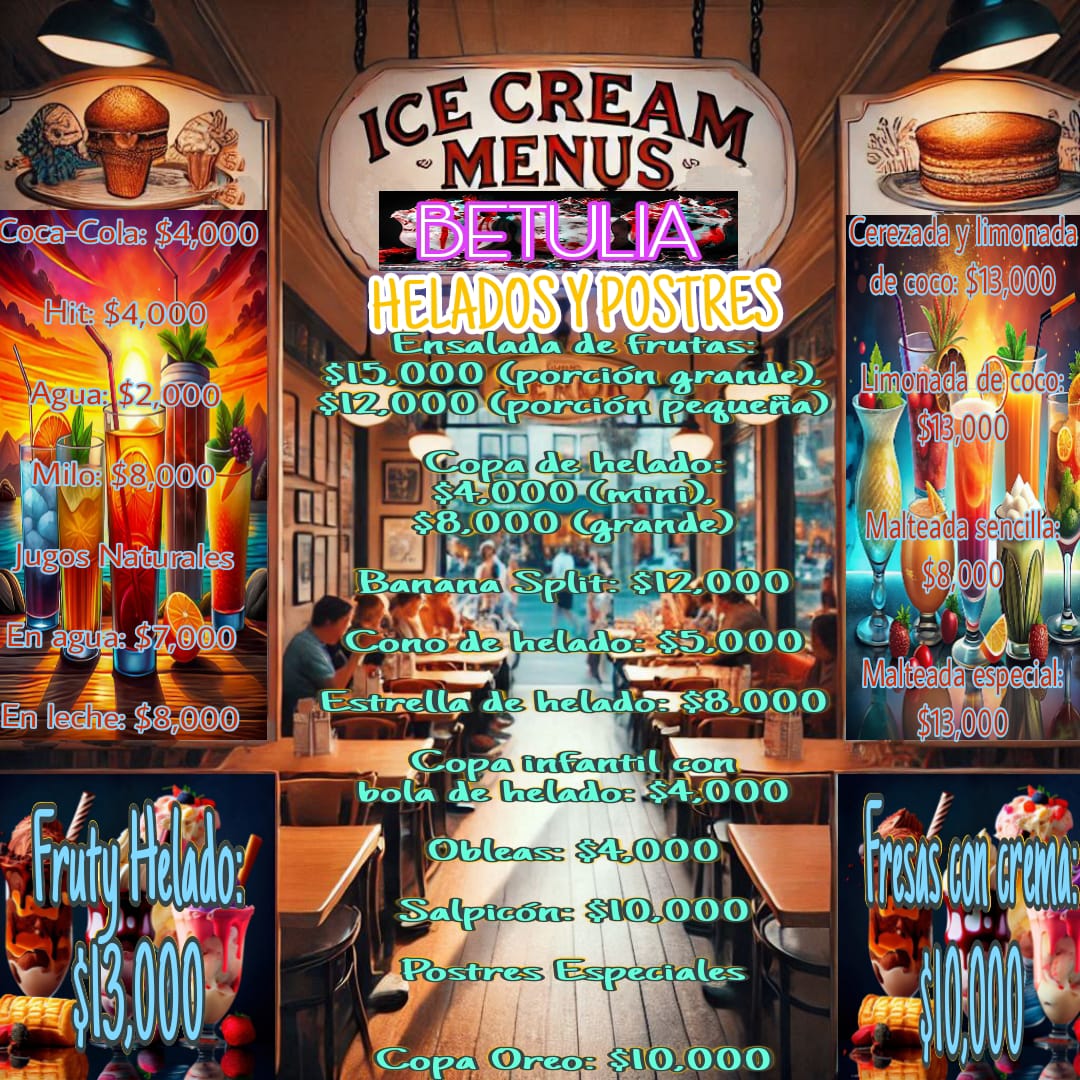 ICE CREAM
MENUS
BETULIA
HELADOS Y POSTRES
Coca-Cola: $4,000
Hit: $4,000
Agua: $2,000
Milo: $8,000
Jugos Naturales
En agua: $7,000
En leche: $8,000
Fruty Helado:
$13,000
Ensalada de frutas:
$15,000 (porción grande),
$12,000 (porción pequeña)
Copa de helado:
$4,000 (mini),
$8,000 (grande)
Banana Split: $12,000
Cono de helado: $5,000
Estrella de helado: $8,000
Copa infantil con
bola de helado: $4,000
Obleas: $4,000
Salpicón: $10,000
Postres Especiales
Copa Oreo: $10,000
Cerezada y limonada
de coco: $13,000
Limonada de coco:
$13,000
Malteada sencilla:
$8,000
Malteada especial:
$13,000
Fresas con crema:
$10,000